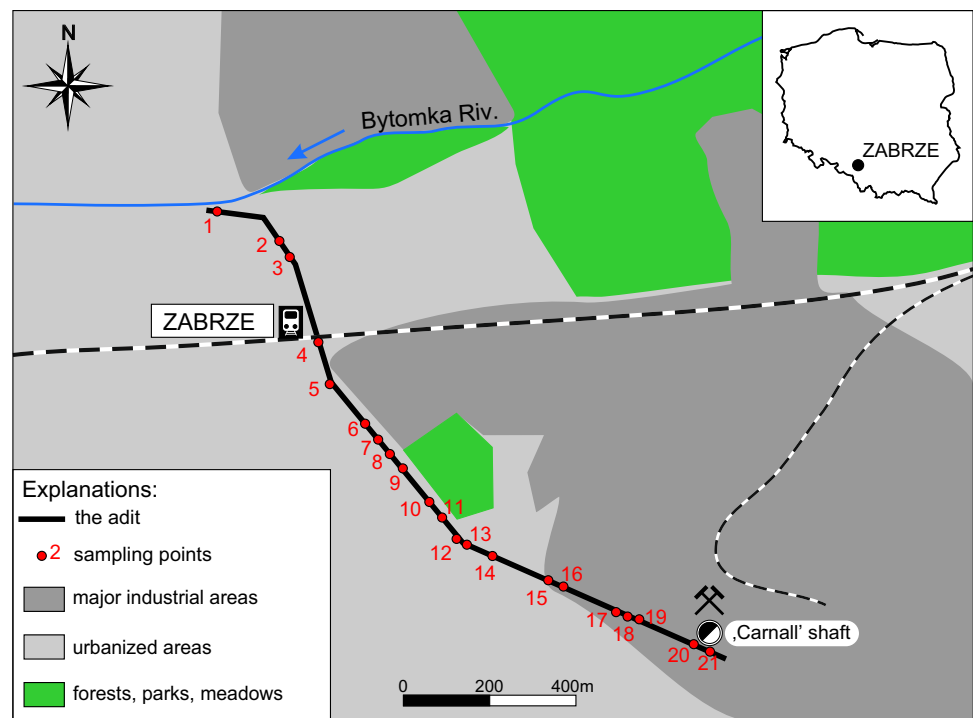 N
Bytomka Riv.
ZABRZE
1
2
3
ZABRZE
4
5
6
7
8
9
10
11
12
13
14
15
16
17
18
19
20
21
‚Carnall’ shaft
Explanations:
the adit
2 sampling points
major industrial areas
urbanized areas
forests, parks, meadows
0 200 400m